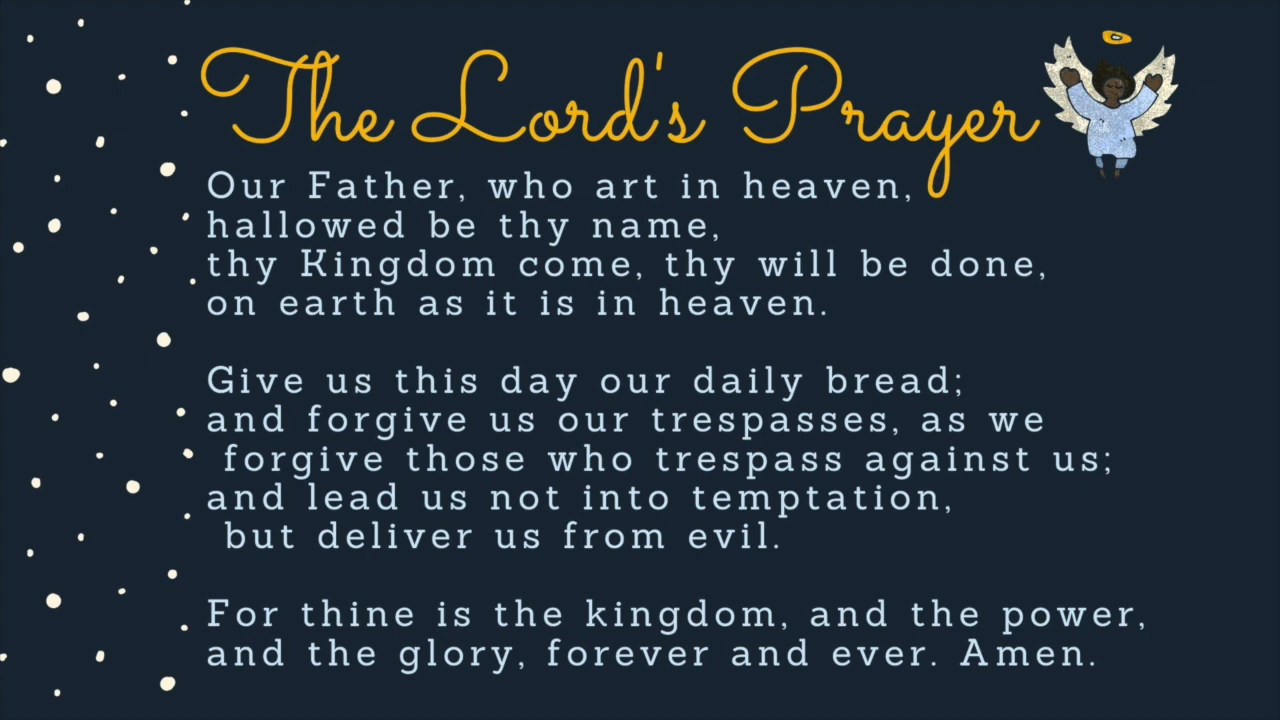 The Lord's Prayer
Our Father, who art in heaven,
hallowed be thy name,
thy Kingdom come, thy will be done,
on earth as it is in heaven.
Give us this day our daily bread;
and forgive us our trespasses, as we
forgive those who trespass against us;
and lead us not into temptation,
but deliver us from evil.
For thine is the kingdom, and the power,
and the glory, forever and ever. Amen.